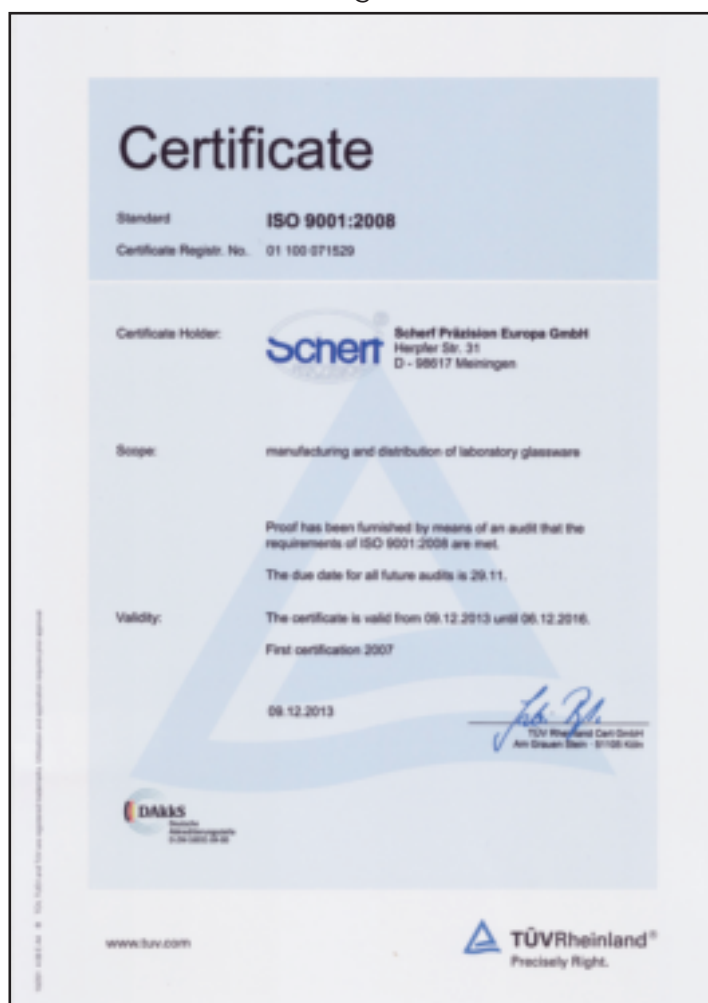 Certificate
Standard ISO 9001:2008
Certificate Registr. No. 01 100 071529
Certificate Holder:
Scherf
Scherf Präzision Europa GmbH
Herpfer Str. 31
D - 98617 Meiningen
Scope: manufacturing and distribution of laboratory glassware
Proof has been furnished by means of an audit that the
requirements of ISO 9001:2008 are met.
The due date for all future audits is 29.11.
Validity: The certificate is valid from 09.12.2013 until 06.12.2016.
First certification 2007
09.12.2013
TÜV Rheinland Cert GmbH
Am Grauen Stein · 51105 Köln
DAkkS
Deutsche
Akkreditierungsstelle
www.tuv.com
TÜVRheinland®
Precisely Right.